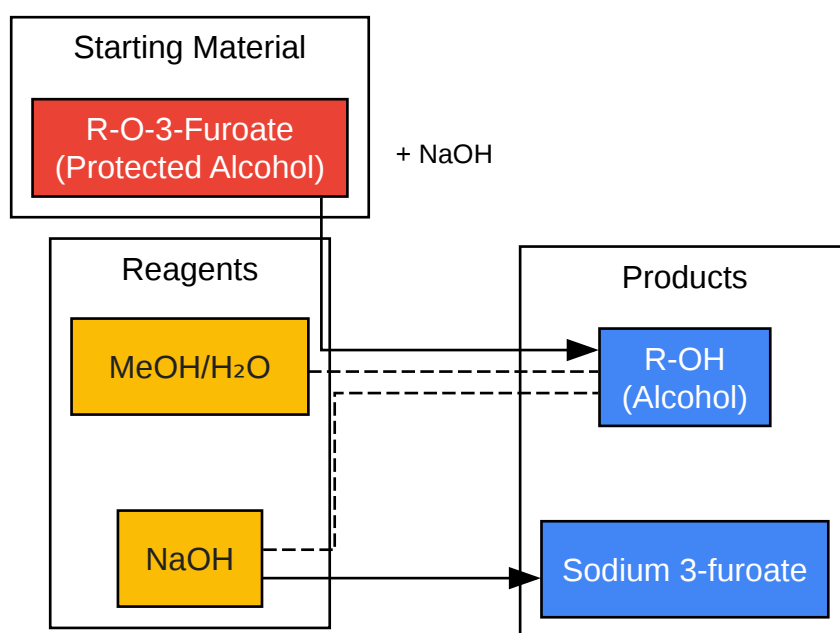 Starting Material
R-O-3-Furoate
(Protected Alcohol)
+ NaOH
Reagents
MeOH/H₂O
NaOH
Products
R-OH
(Alcohol)
Sodium 3-furoate